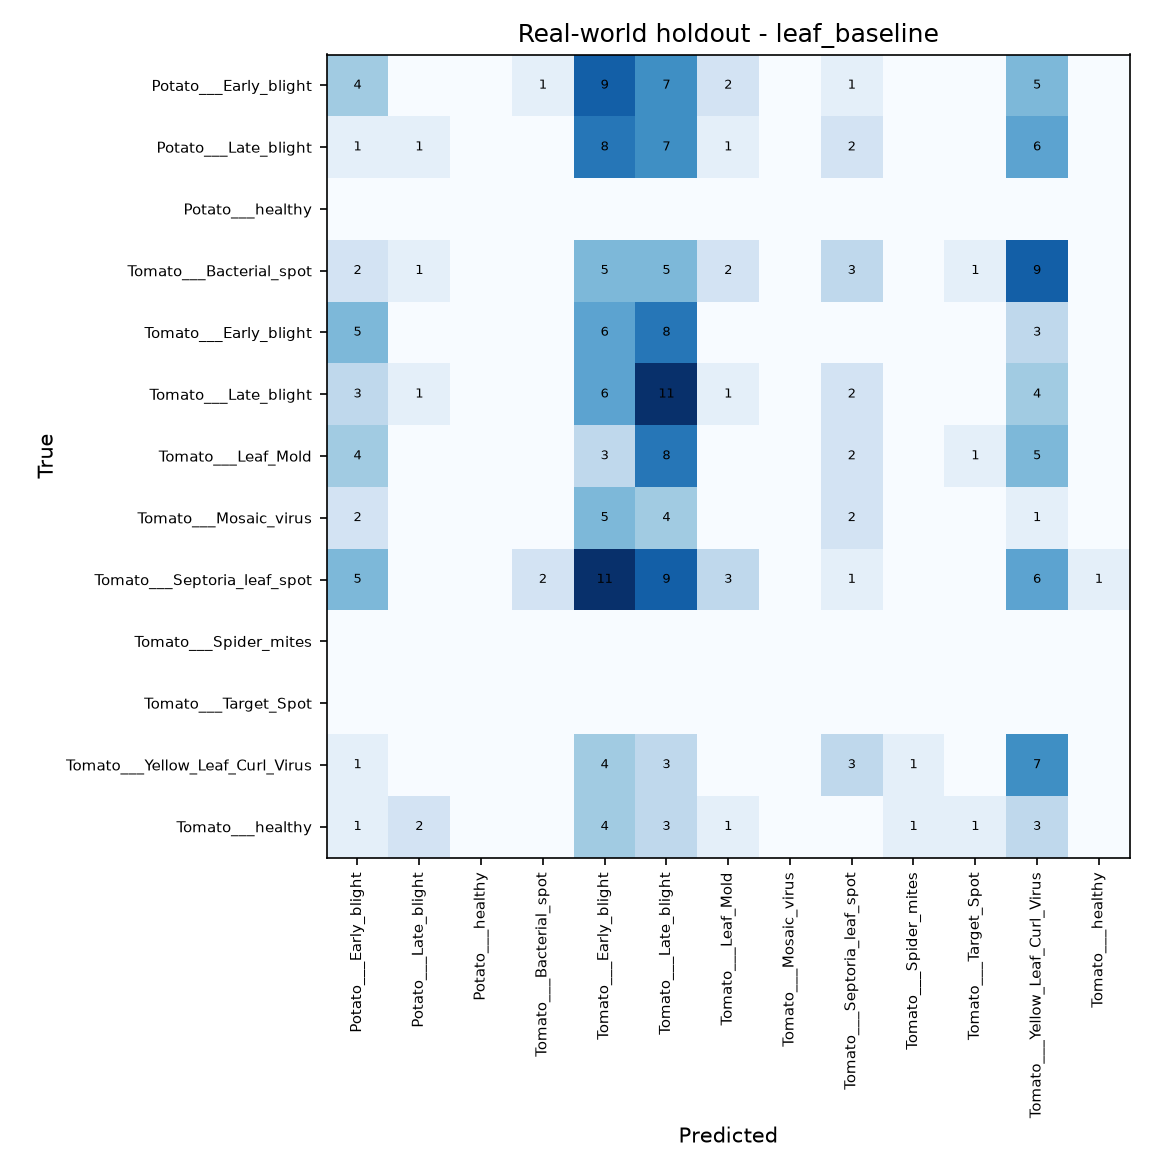 Real-world holdout - leaf_baseline
True
Potato___Early_blight 4 1 9 7 2 1 5
Potato___Late_blight 1 1 8 7 1 2 6
Potato___healthy
Tomato___Bacterial_spot 2 1 5 5 2 3 1 9
Tomato___Early_blight 5 6 8 3
Tomato___Late_blight 3 1 6 11 1 2 4
Tomato___Leaf_Mold 4 3 8 2 1 5
Tomato___Mosaic_virus 2 5 4 2 1
Tomato___Septoria_leaf_spot 5 2 11 9 3 1 6 1
Tomato___Spider_mites
Tomato___Target_Spot
Tomato___Yellow_Leaf_Curl_Virus 1 4 3 3 1 7
Tomato___healthy 1 2 4 3 1 1 1 3
Potato___Early_blight
Potato___Late_blight
Potato___healthy
Tomato___Bacterial_spot
Tomato___Early_blight
Tomato___Late_blight
Tomato___Leaf_Mold
Tomato___Mosaic_virus
Tomato___Septoria_leaf_spot
Tomato___Spider_mites
Tomato___Target_Spot
Tomato___Yellow_Leaf_Curl_Virus
Tomato___healthy
Predicted